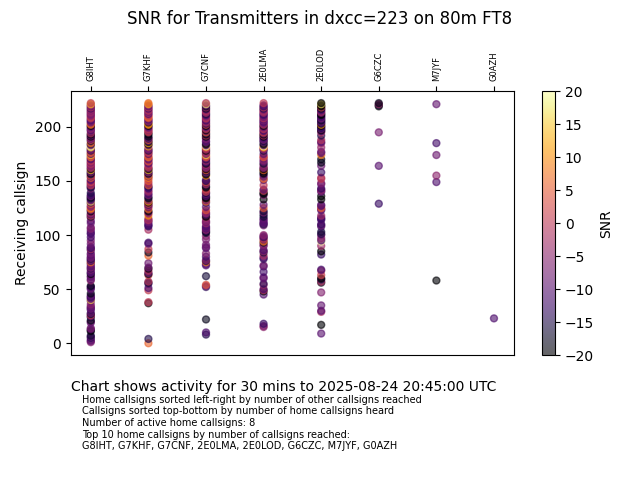 SNR for Transmitters in dxcc=223 on 80m FT8
G8IHT G7KHF G7CNF 2E0LMA 2E0LOD G6CZC M7JYF G0AZH
200
150
100
50
0
Receiving callsign
20
15
10
5
0
−5
−10
−15
−20
SNR
Chart shows activity for 30 mins to 2025-08-24 20:45:00 UTC
Home callsigns sorted left-right by number of other callsigns reached
Callsigns sorted top-bottom by number of home callsigns heard
Number of active home callsigns: 8
Top 10 home callsigns by number of callsigns reached:
G8IHT, G7KHF, G7CNF, 2E0LMA, 2E0LOD, G6CZC, M7JYF, G0AZH